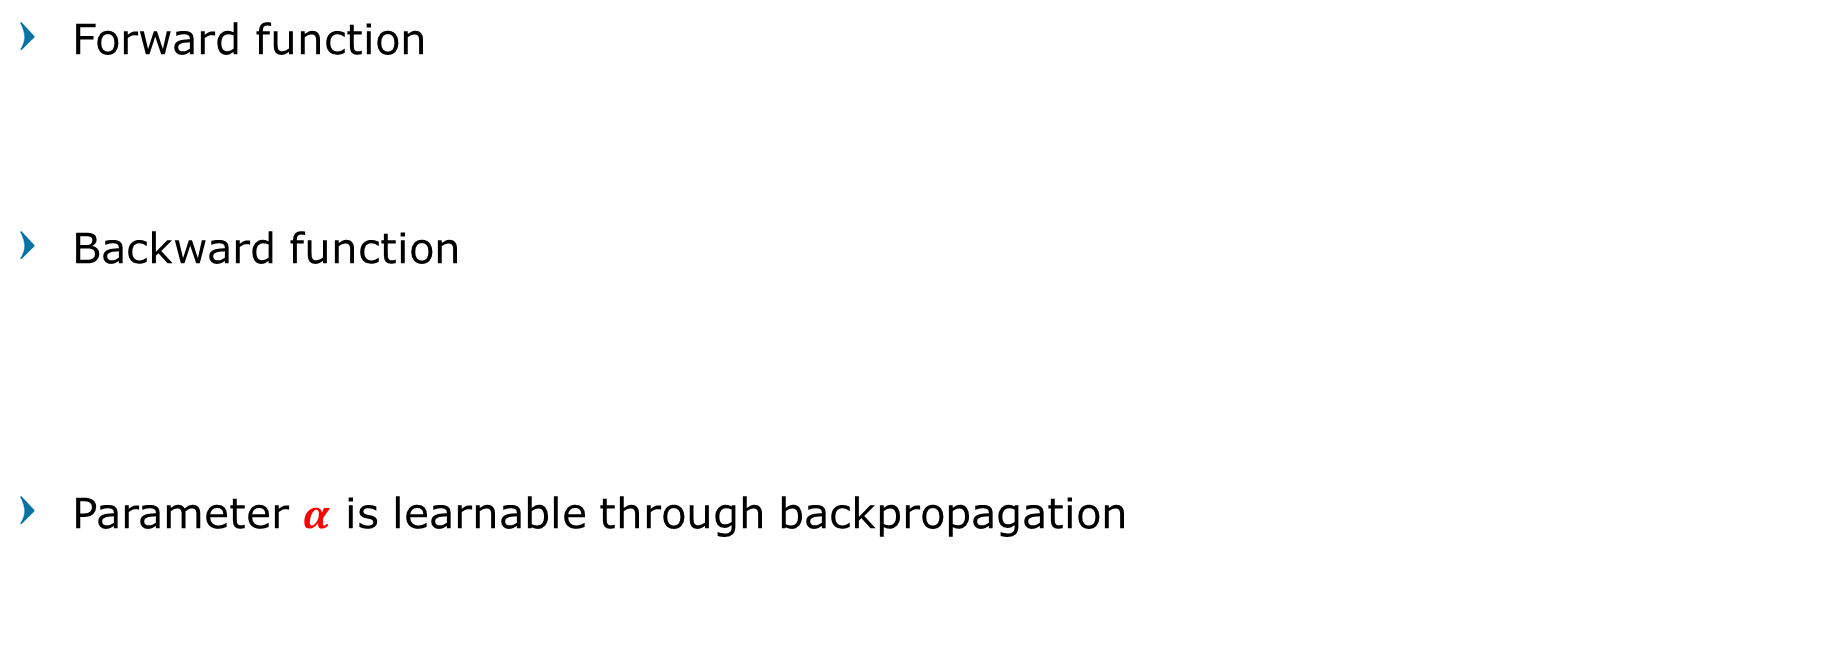 Forward function
Backward function
Parameter α is learnable through backpropagation